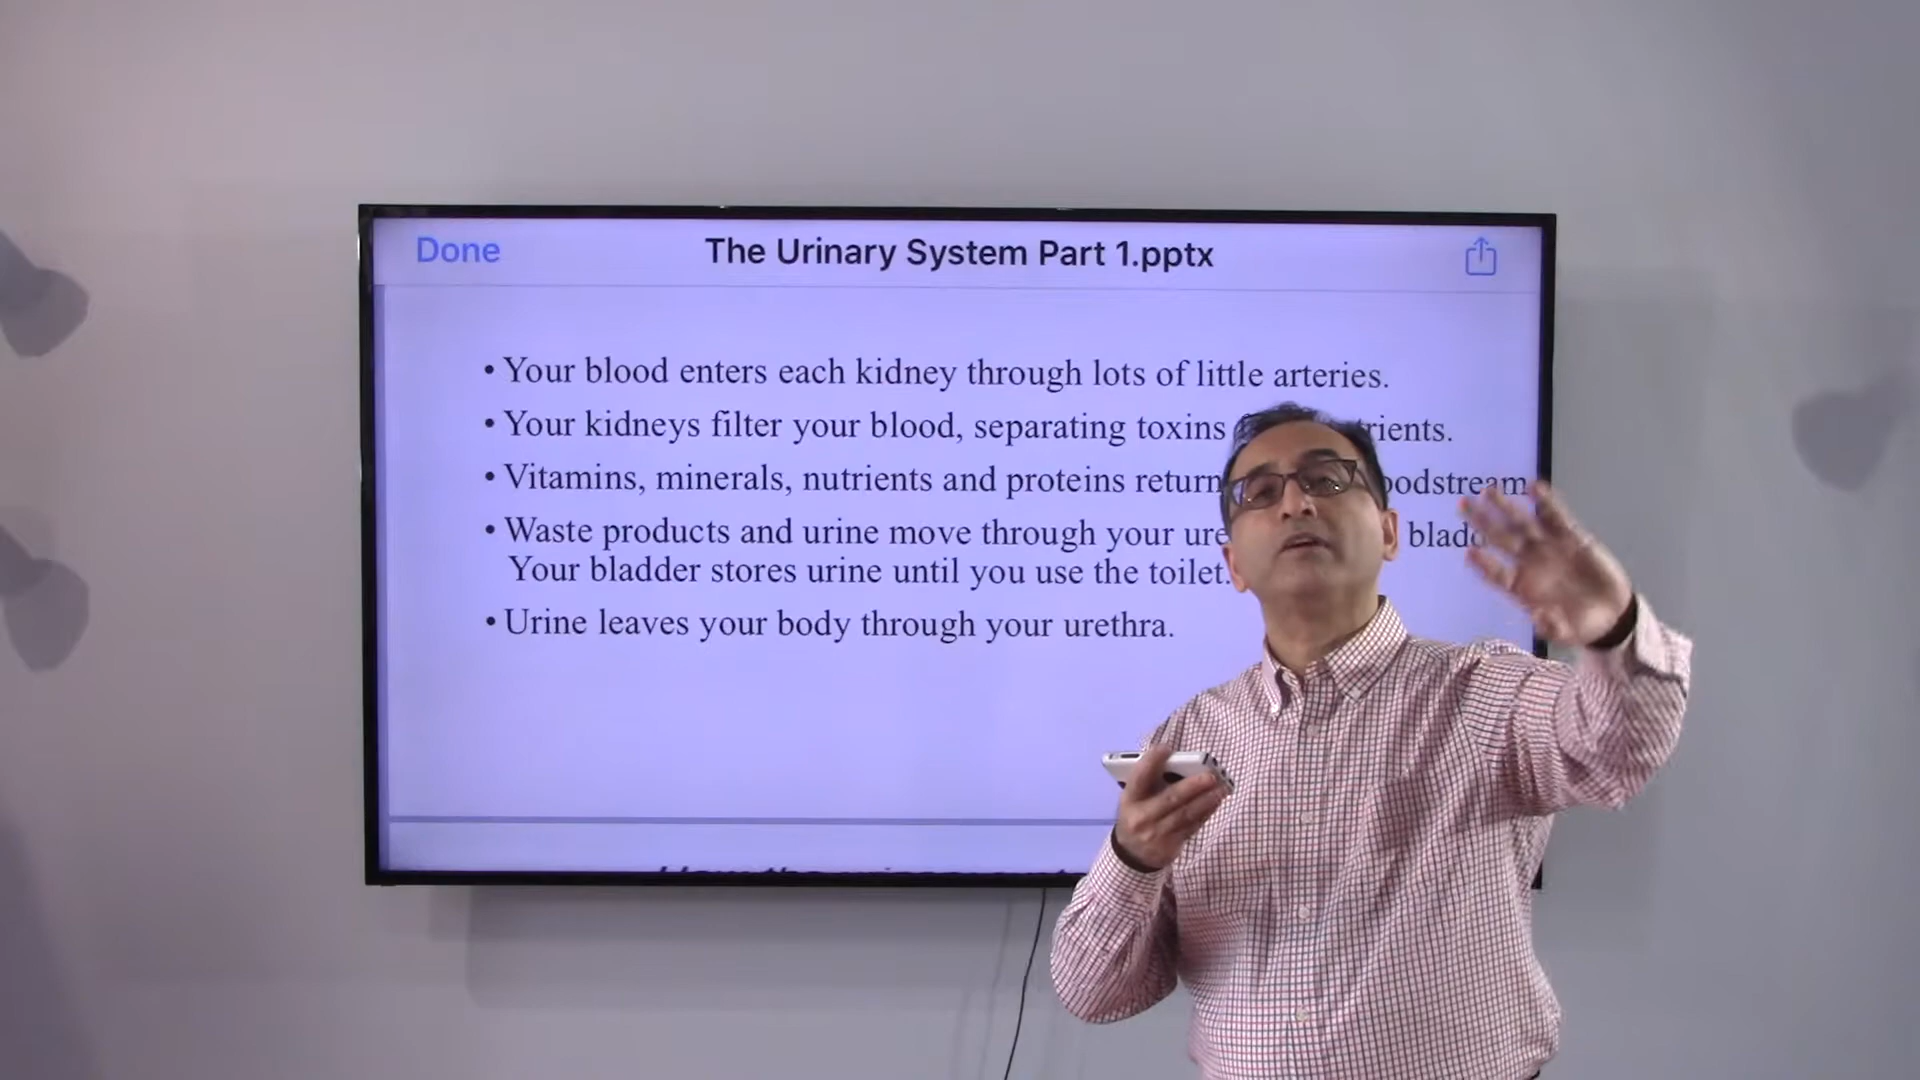 Done
The Urinary System Part 1.pptx
• Your blood enters each kidney through lots of little arteries.
• Your kidneys filter your blood, separating toxins
• Vitamins, minerals, nutrients and proteins return
• Waste products and urine move through your
Your bladder stores urine until you use the toilet.
• Urine leaves your body through your urethra.